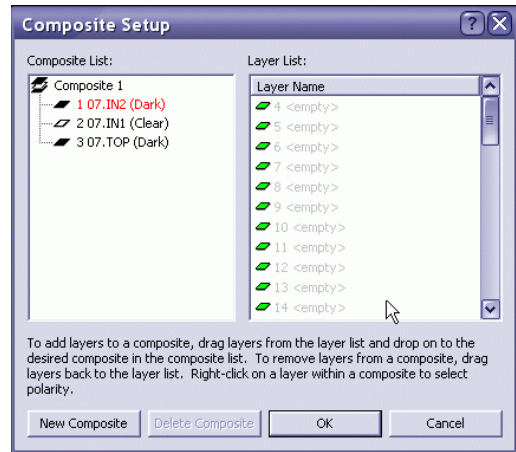 Composite Setup
Composite List:
Layer List:
Composite 1
1 07.IN2 (Dark)
2 07.IN1 (Clear)
3 07.TOP (Dark)
Layer Name
4 <empty>
5 <empty>
6 <empty>
7 <empty>
8 <empty>
9 <empty>
10 <empty>
11 <empty>
12 <empty>
13 <empty>
14 <empty>
To add layers to a composite, drag layers from the layer list and drop on to the
desired composite in the composite list. To remove layers from a composite, drag
layers back to the layer list. Right-click on a layer within a composite to select
polarity.
New Composite
Delete Composite
OK
Cancel